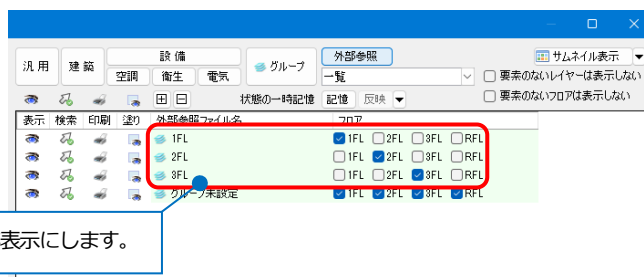 設 備
外部参照
サムネイル表示
汎 用
建 築
グループ
空調
衛生
電気
一覧
要素のないレイヤーは表示しない
状態の一時記憶
記憶
反映
要素のないフロアは表示しない
表示 検索 印刷 塗り 外部参照ファイル名 フロア
1FL 1FL 2FL 3FL RFL
2FL 1FL 2FL 3FL RFL
3FL 1FL 2FL 3FL RFL
グループ未設定 1FL 2FL 3FL RFL
表示にします。